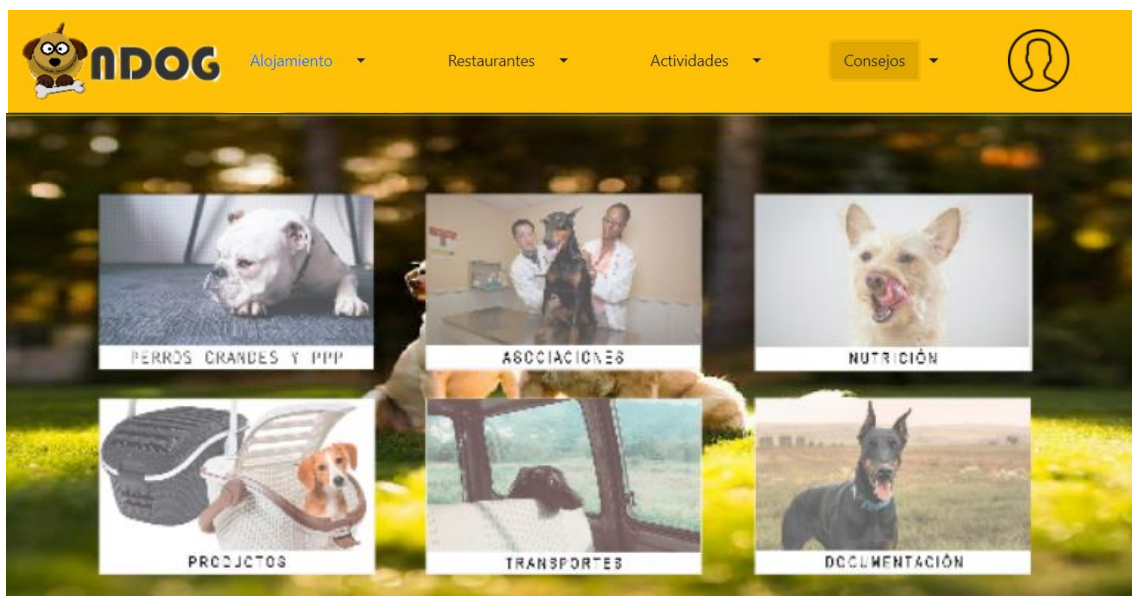 NDOG
Alojamiento
Restaurantes
Actividades
Consejos
PERROS GRANDES Y PPP
ASOCIACIONES
NUTRICIÓN
PRODUCTOS
TRANSPORTES
DOCUMENTACIÓN